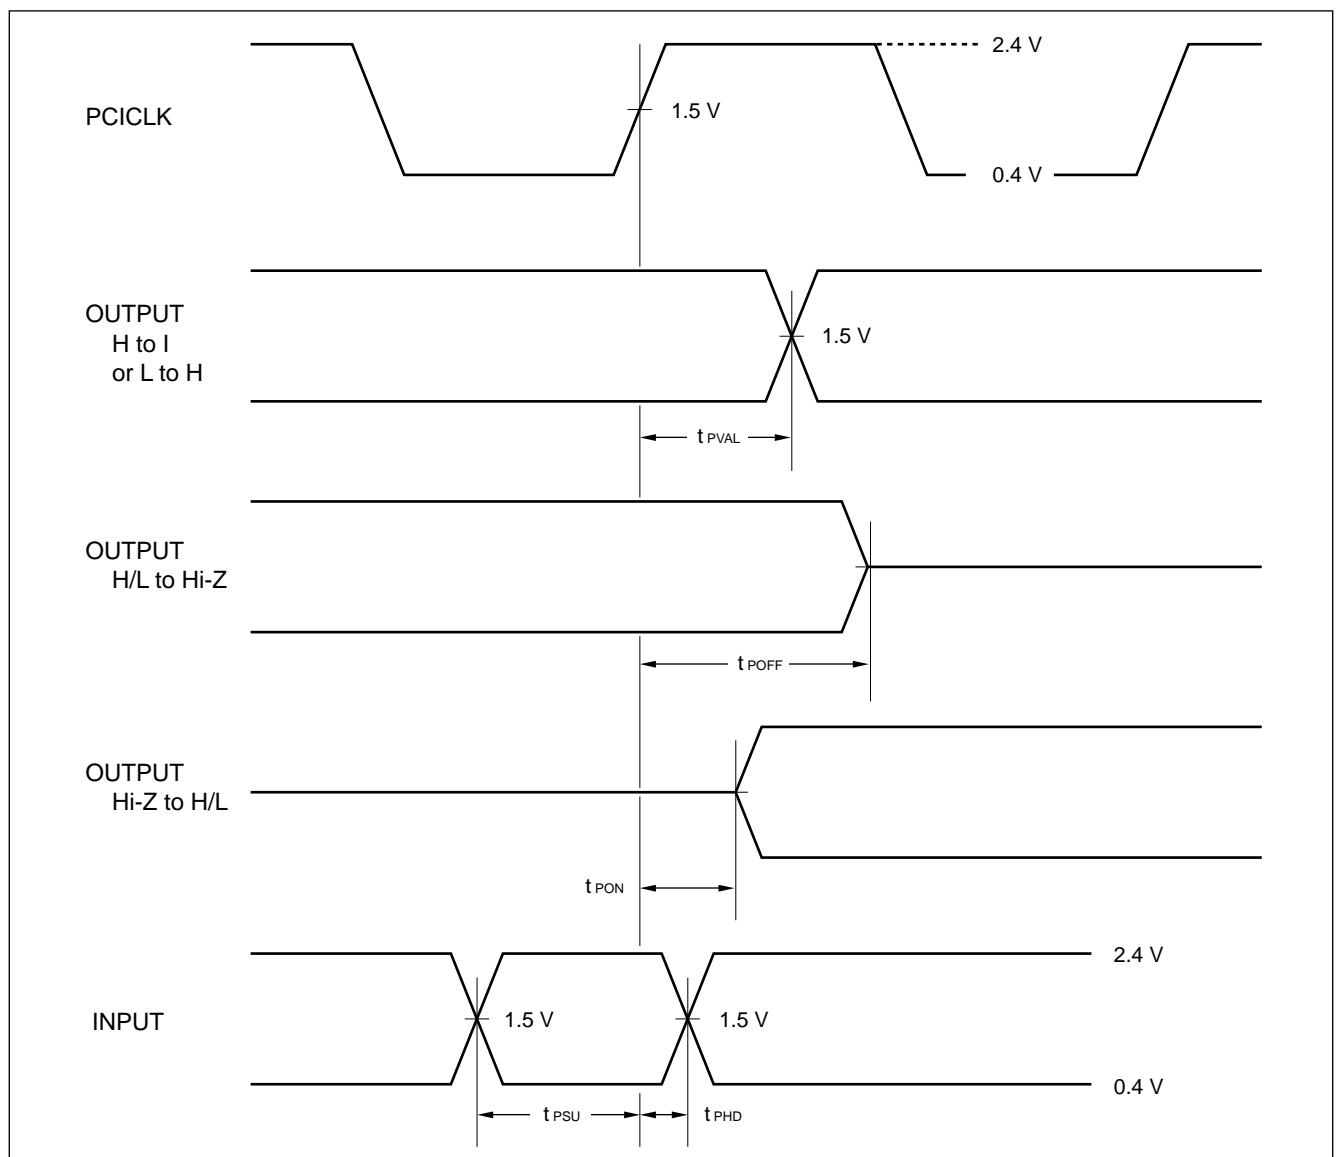 2.4 V
PCICLK
1.5 V
0.4 V
OUTPUT
H to I
or L to H
1.5 V
t PVAL
OUTPUT
H/L to Hi-Z
t POFF
OUTPUT
Hi-Z to H/L
t PON
2.4 V
INPUT
1.5 V
1.5 V
0.4 V
t PSU
t PHD